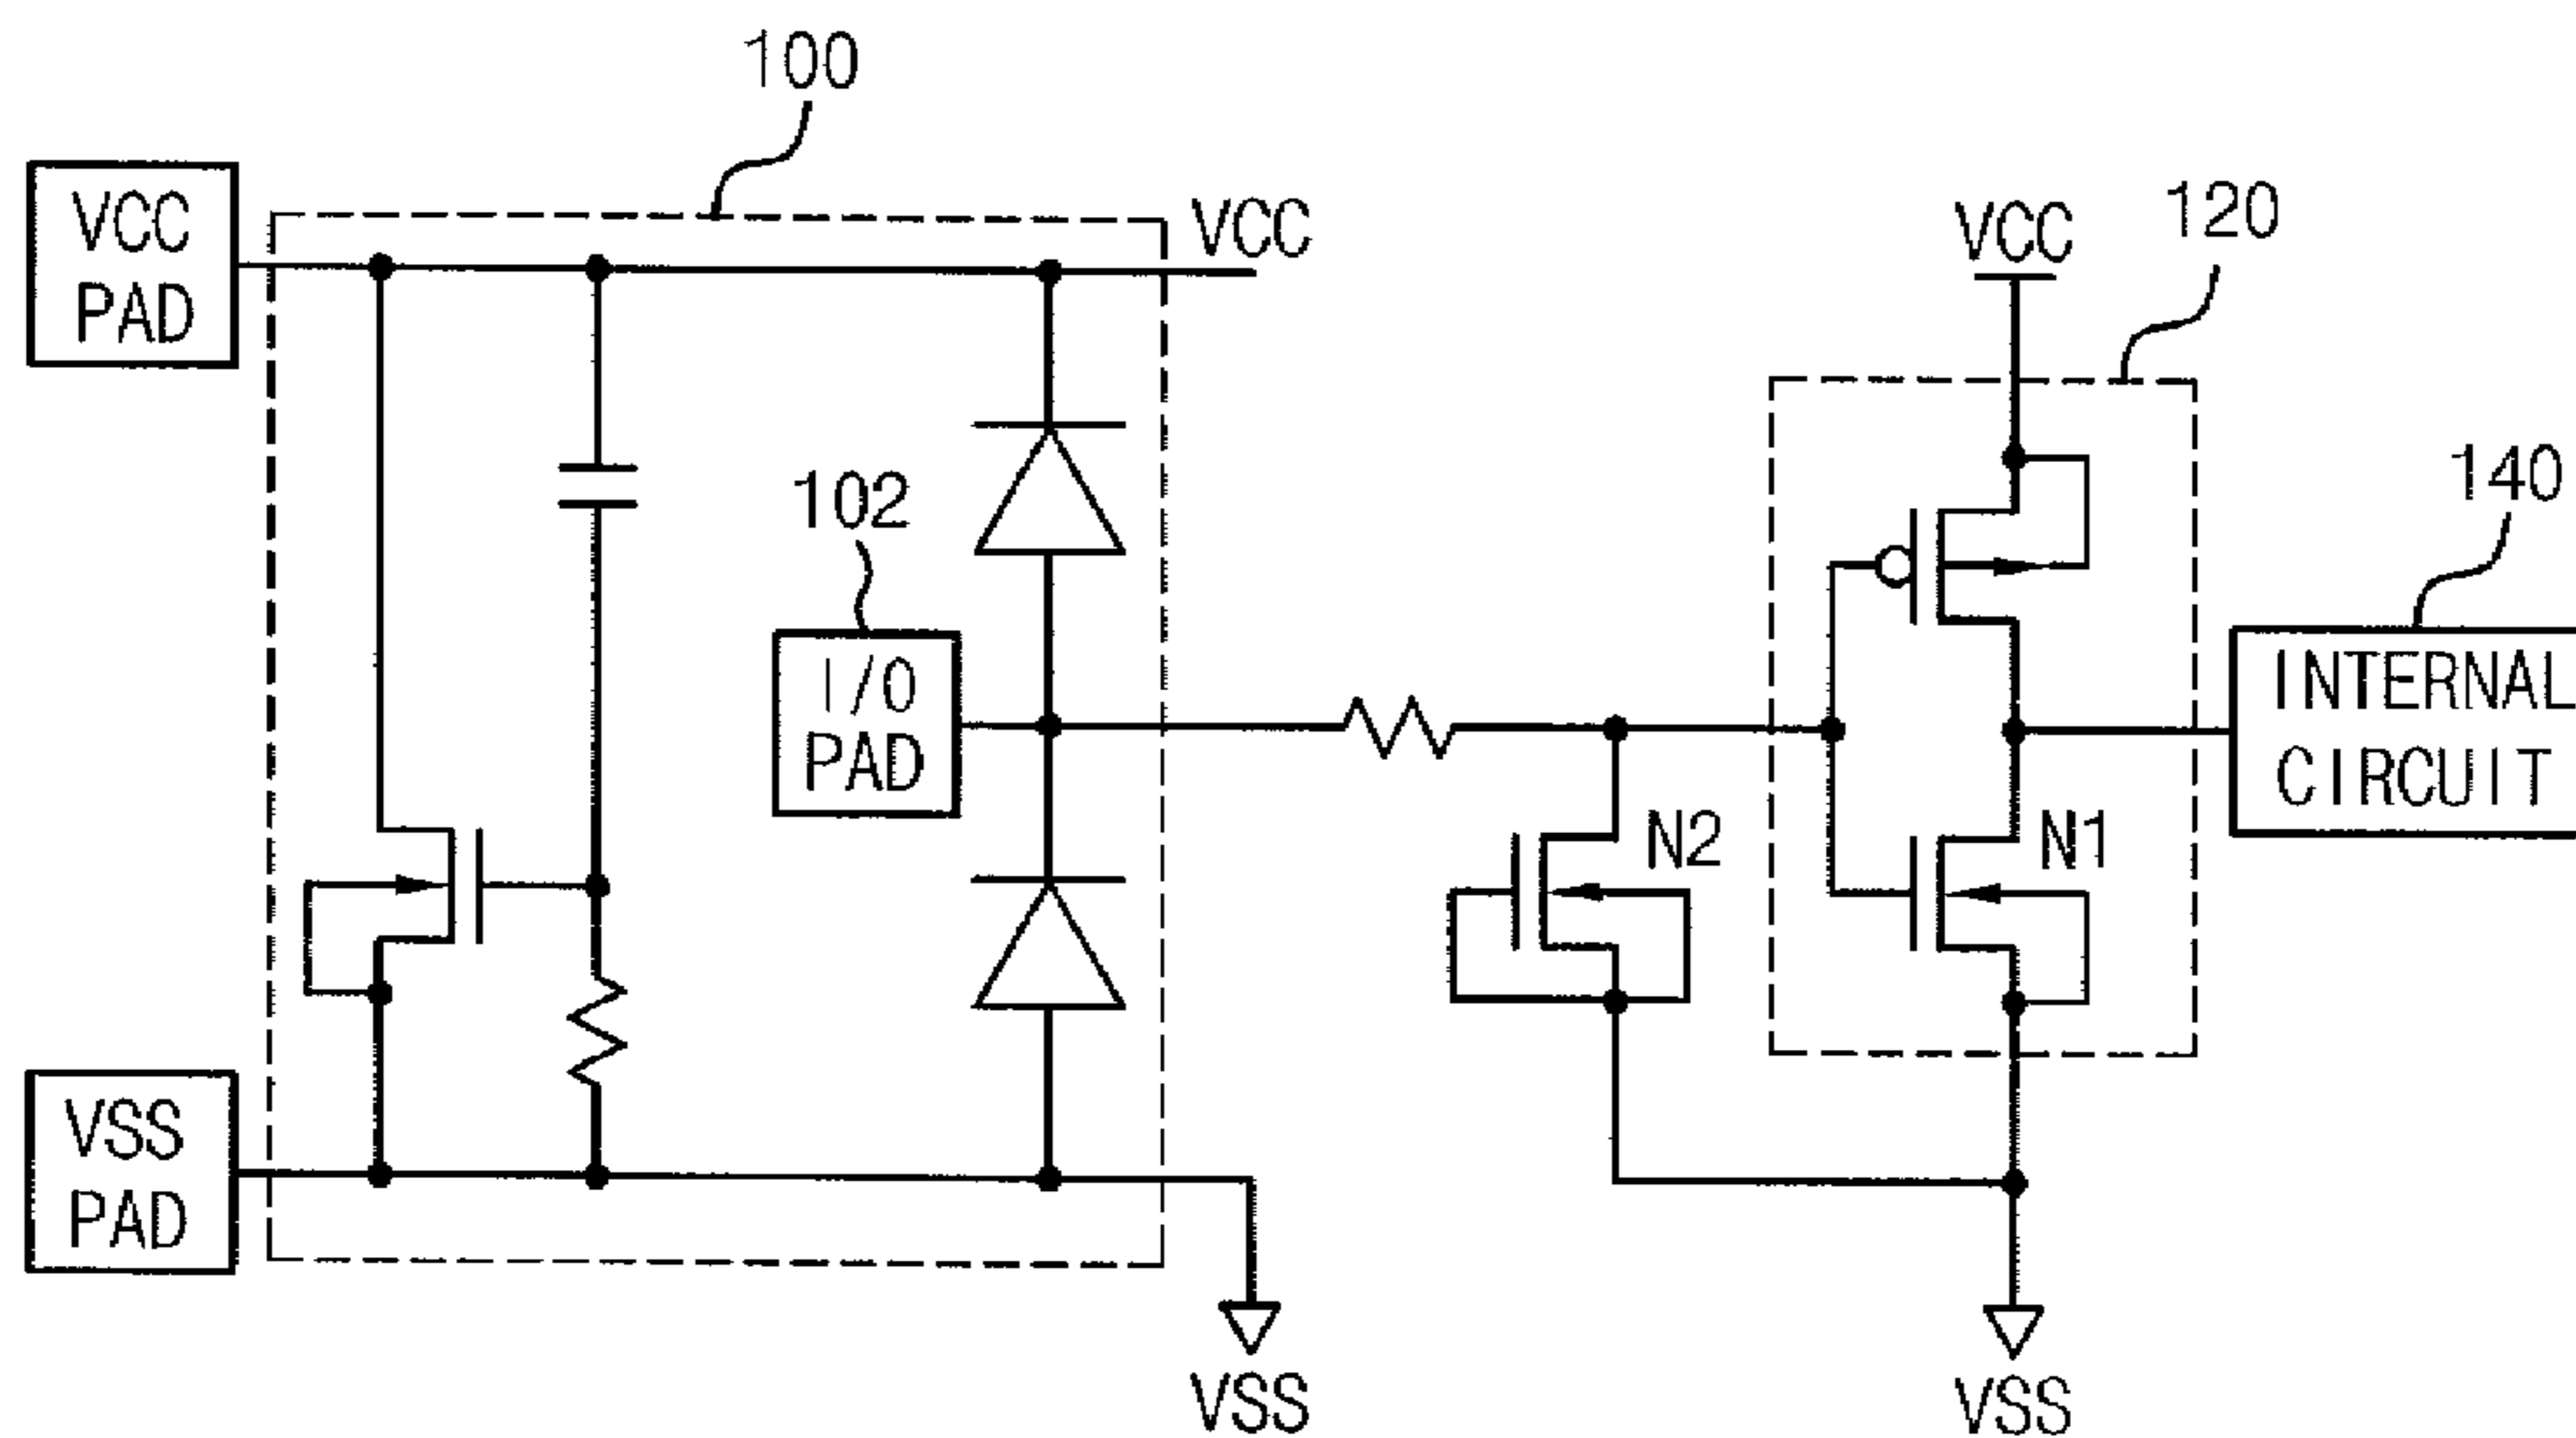 100
VCC
PAD
VCC
VCC
120
102
140
I/O
PAD
INTERNAL
CIRCUIT
N2
N1
VSS
PAD
VSS
VSS